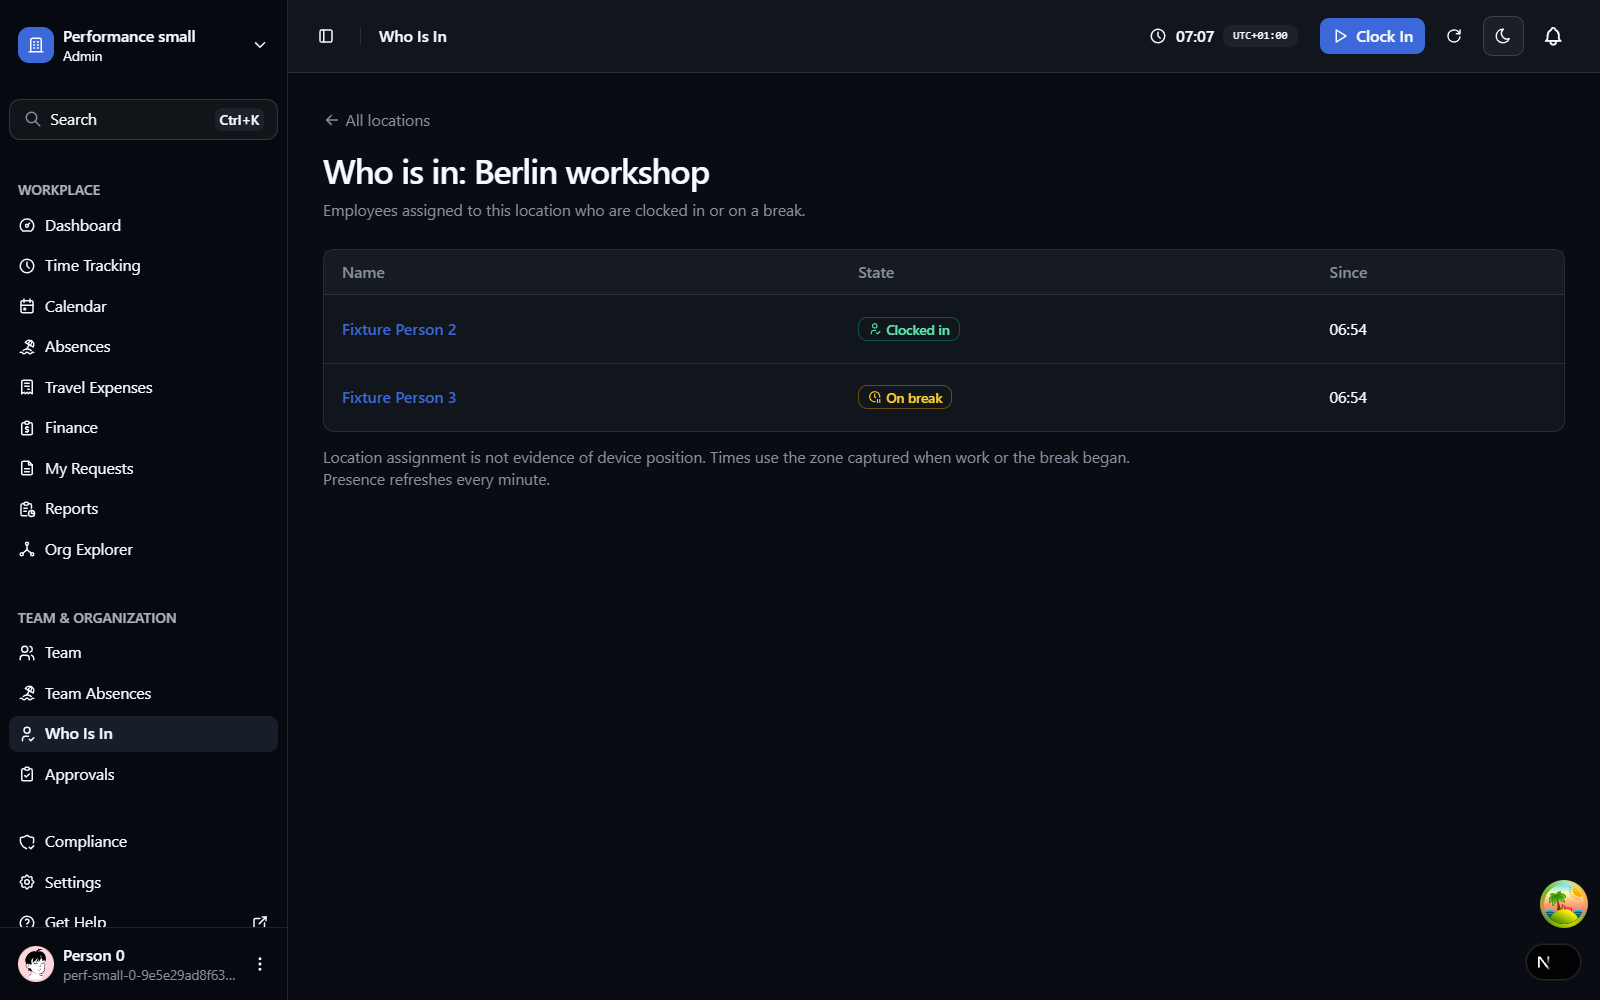 Performance small
Admin
Search
Ctrl+K
WORKPLACE
Dashboard
Time Tracking
Calendar
Absences
Travel Expenses
Finance
My Requests
Reports
Org Explorer
TEAM & ORGANIZATION
Team
Team Absences
Who Is In
Approvals
Compliance
Settings
Get Help
Person 0
perf-small-0-9e5e29ad8f63...
Who Is In
07:07
UTC+01:00
Clock In
All locations
Who is in: Berlin workshop
Employees assigned to this location who are clocked in or on a break.
Name State Since
Fixture Person 2 Clocked in 06:54
Fixture Person 3 On break 06:54
Location assignment is not evidence of device position. Times use the zone captured when work or the break began.
Presence refreshes every minute.
N